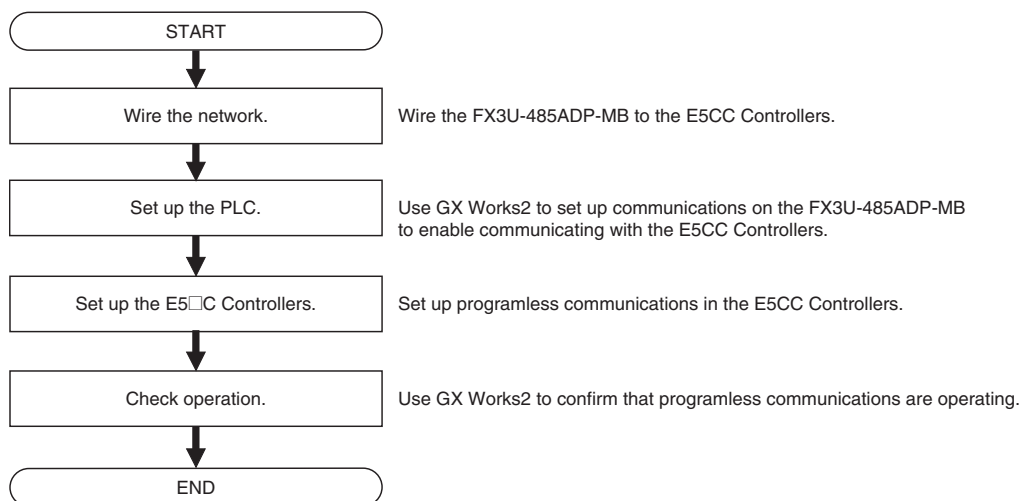 START
Wire the network.
Wire the FX3U-485ADP-MB to the E5CC Controllers.
Set up the PLC.
Use GX Works2 to set up communications on the FX3U-485ADP-MB
to enable communicating with the E5CC Controllers.
Set up the E5□C Controllers.
Set up programless communications in the E5CC Controllers.
Check operation.
Use GX Works2 to confirm that programless communications are operating.
END